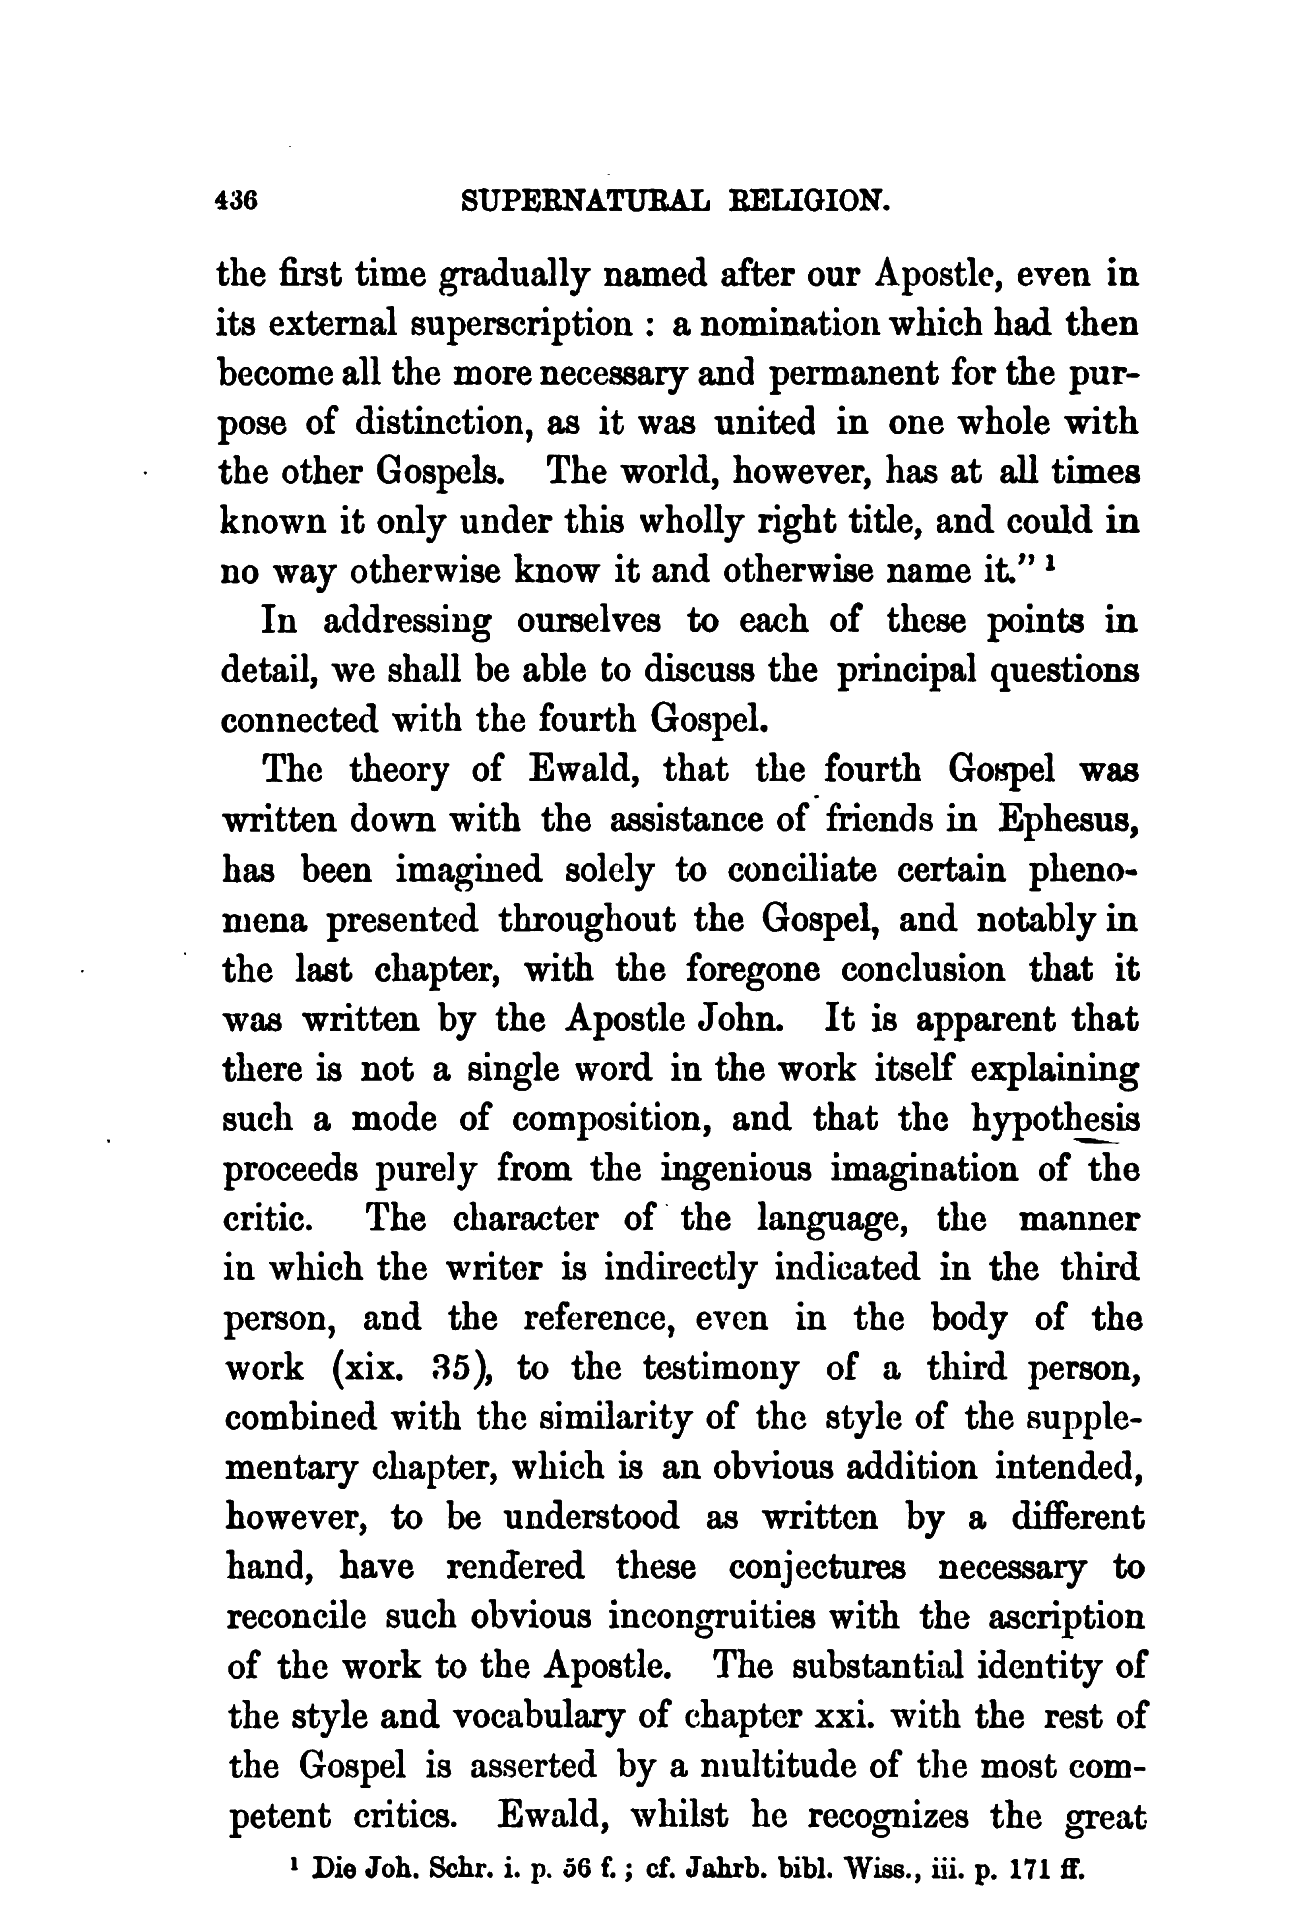 436 SUPERNATURAL RELIGION.
the first time gradually named after our Apostle, even in
its external superscription : a nomination which had then
become all the more necessary and permanent for the pur-
pose of distinction, as it was united in one whole with
the other Gospels. The world, however, has at all times
known it only under this wholly right title, and could in
no way otherwise know it and otherwise name it." ¹
In addressing ourselves to each of these points in
detail, we shall be able to discuss the principal questions
connected with the fourth Gospel.
The theory of Ewald, that the fourth Gospel was
written down with the assistance of friends in Ephesus,
has been imagined solely to conciliate certain pheno-
mena presented throughout the Gospel, and notably in
the last chapter, with the foregone conclusion that it
was written by the Apostle John. It is apparent that
there is not a single word in the work itself explaining
such a mode of composition, and that the hypothesis
proceeds purely from the ingenious imagination of the
critic. The character of the language, the manner
in which the writer is indirectly indicated in the third
person, and the reference, even in the body of the
work (xix. 35), to the testimony of a third person,
combined with the similarity of the style of the supple-
mentary chapter, which is an obvious addition intended,
however, to be understood as written by a different
hand, have rendered these conjectures necessary to
reconcile such obvious incongruities with the ascription
of the work to the Apostle. The substantial identity of
the style and vocabulary of chapter xxi. with the rest of
the Gospel is asserted by a multitude of the most com-
petent critics. Ewald, whilst he recognizes the great
¹ Die Joh. Schr. i. p. 56 f. ; cf. Jahrb. bibl. Wiss., iii. p. 171 ff.